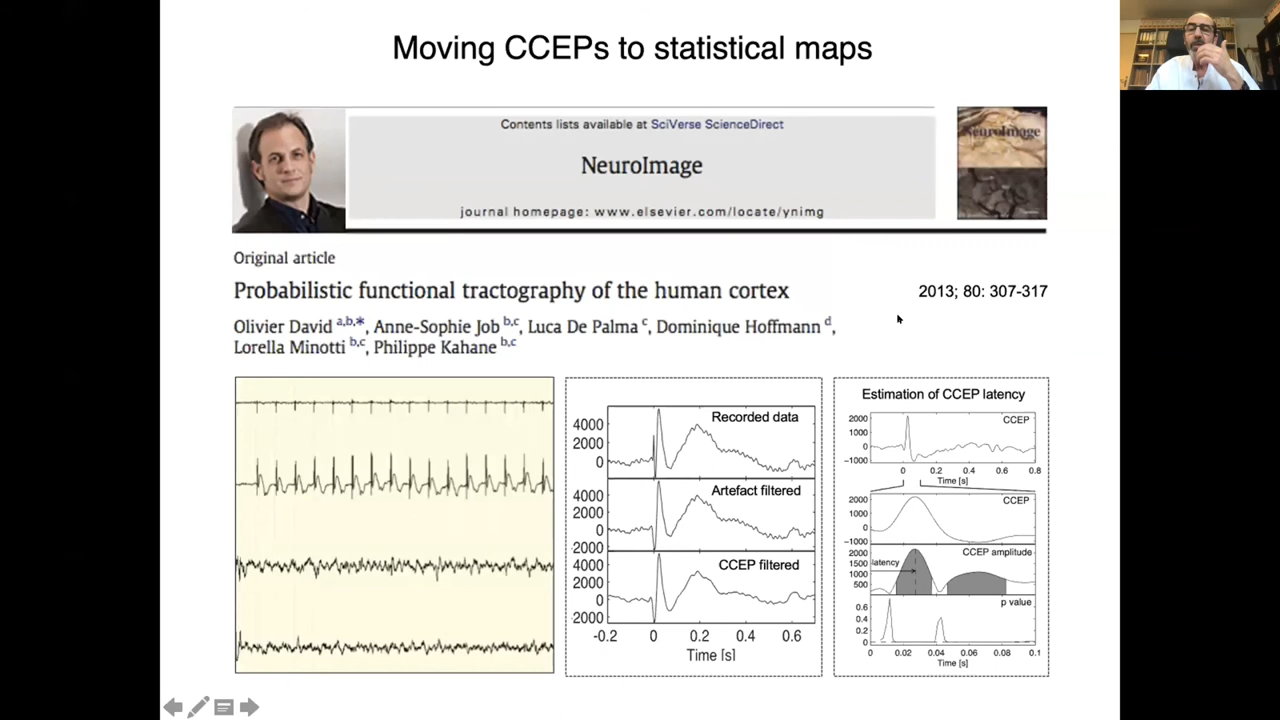 Moving CCEPs to statistical maps
Contents lists available at SciVerse ScienceDirect
NeuroImage
journal homepage: www.elsevier.com/locate/ynimg
NeuroImage
Original article
Probabilistic functional tractography of the human cortex
2013; 80: 307-317
Olivier David a,b,*, Anne-Sophie Job b,c, Luca De Palma c, Dominique Hoffmann d,
Lorella Minotti b,c, Philippe Kahane b,c
Recorded data
4000
2000
0
Artefact filtered
4000
2000
0
2000
CCEP filtered
4000
2000
0
2000
-0.2 0 0.2 0.4 0.6
Time [s]
Estimation of CCEP latency
CCEP
2000
1000
0
−1000
0 0.2 0.4 0.6 0.8
Time [s]
CCEP
2000
1000
0
−1000
CCEP amplitude
2000
1500
1000
500
latency
p value
0.6
0.4
0.2
0
0 0.02 0.04 0.06 0.08 0.1
Time [s]